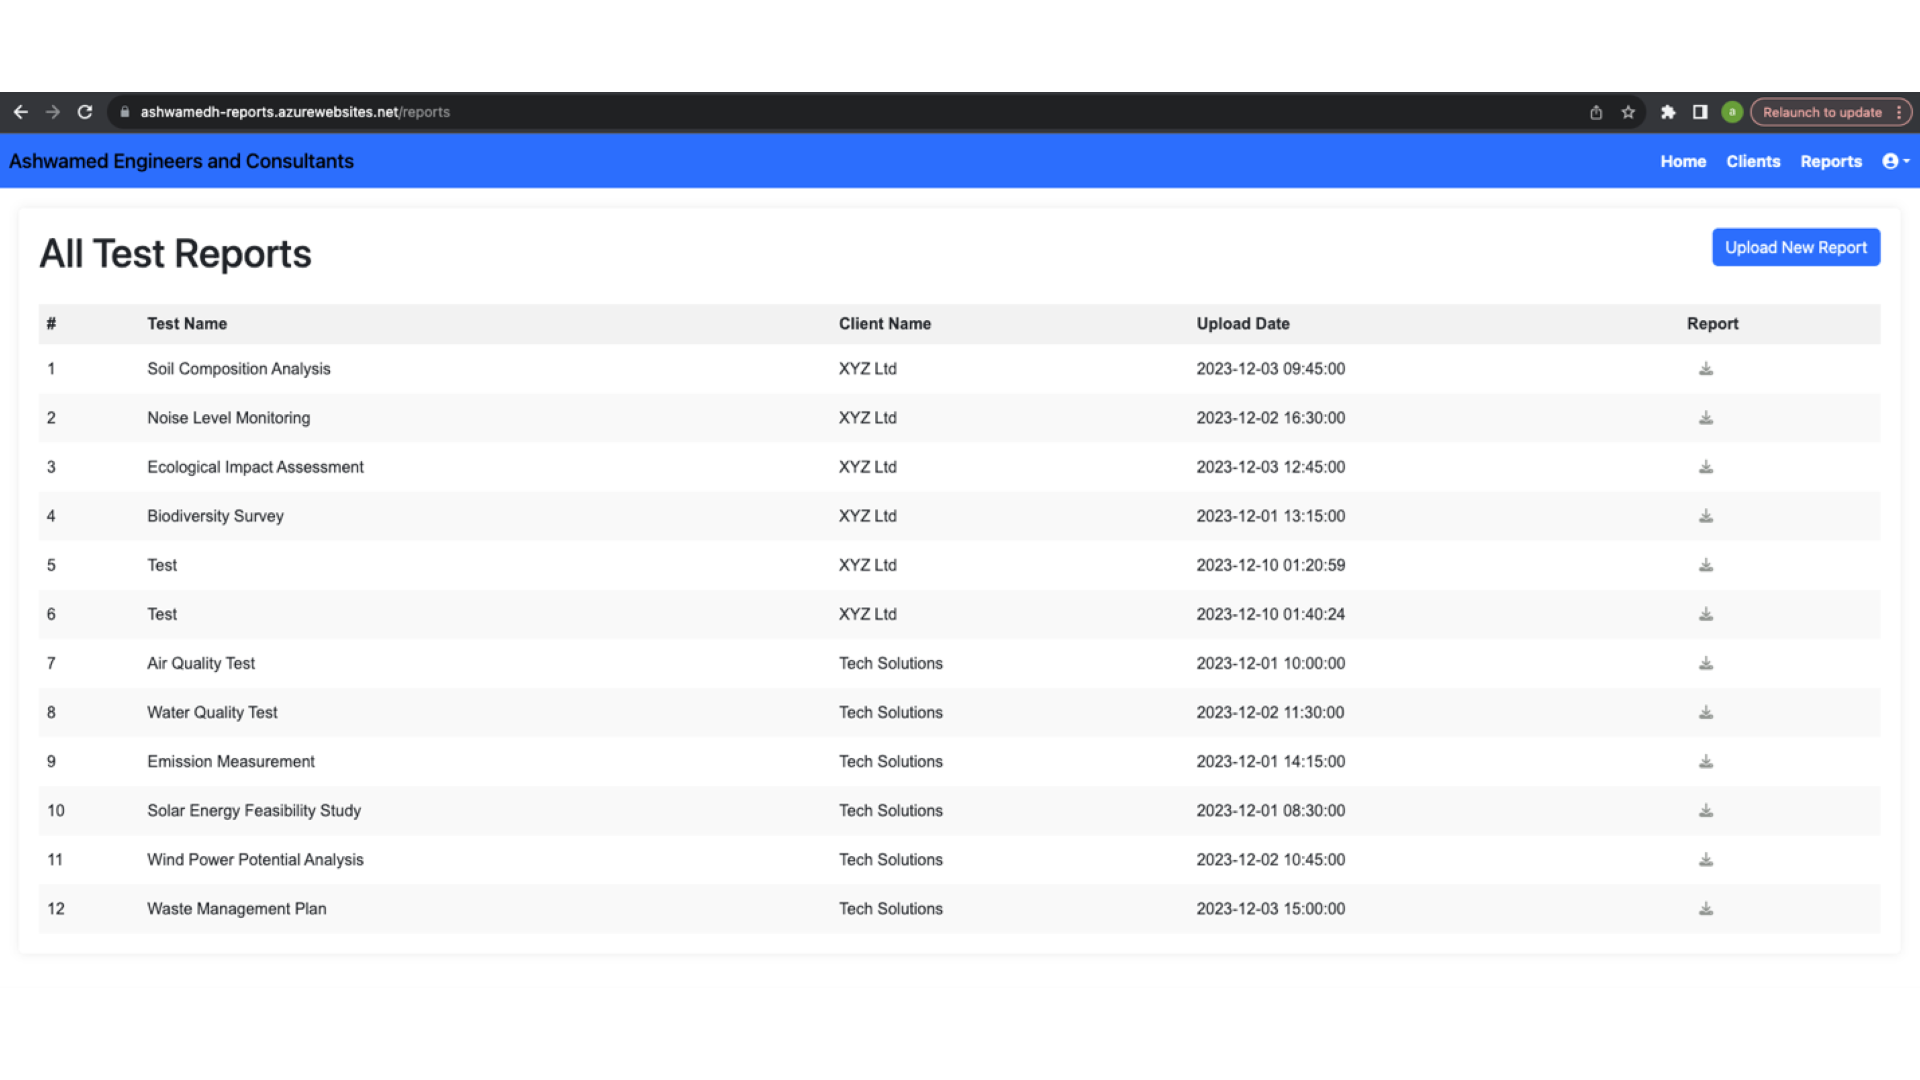 ashwamedh-reports.azurewebsites.net/reports a Relaunch to update
Ashwamed Engineers and Consultants Home Clients Reports
All Test Reports Upload New Report
# Test Name Client Name Upload Date Report
1 Soil Composition Analysis XYZ Ltd 2023-12-03 09:45:00
2 Noise Level Monitoring XYZ Ltd 2023-12-02 16:30:00
3 Ecological Impact Assessment XYZ Ltd 2023-12-03 12:45:00
4 Biodiversity Survey XYZ Ltd 2023-12-01 13:15:00
5 Test XYZ Ltd 2023-12-10 01:20:59
6 Test XYZ Ltd 2023-12-10 01:40:24
7 Air Quality Test Tech Solutions 2023-12-01 10:00:00
8 Water Quality Test Tech Solutions 2023-12-02 11:30:00
9 Emission Measurement Tech Solutions 2023-12-01 14:15:00
10 Solar Energy Feasibility Study Tech Solutions 2023-12-01 08:30:00
11 Wind Power Potential Analysis Tech Solutions 2023-12-02 10:45:00
12 Waste Management Plan Tech Solutions 2023-12-03 15:00:00